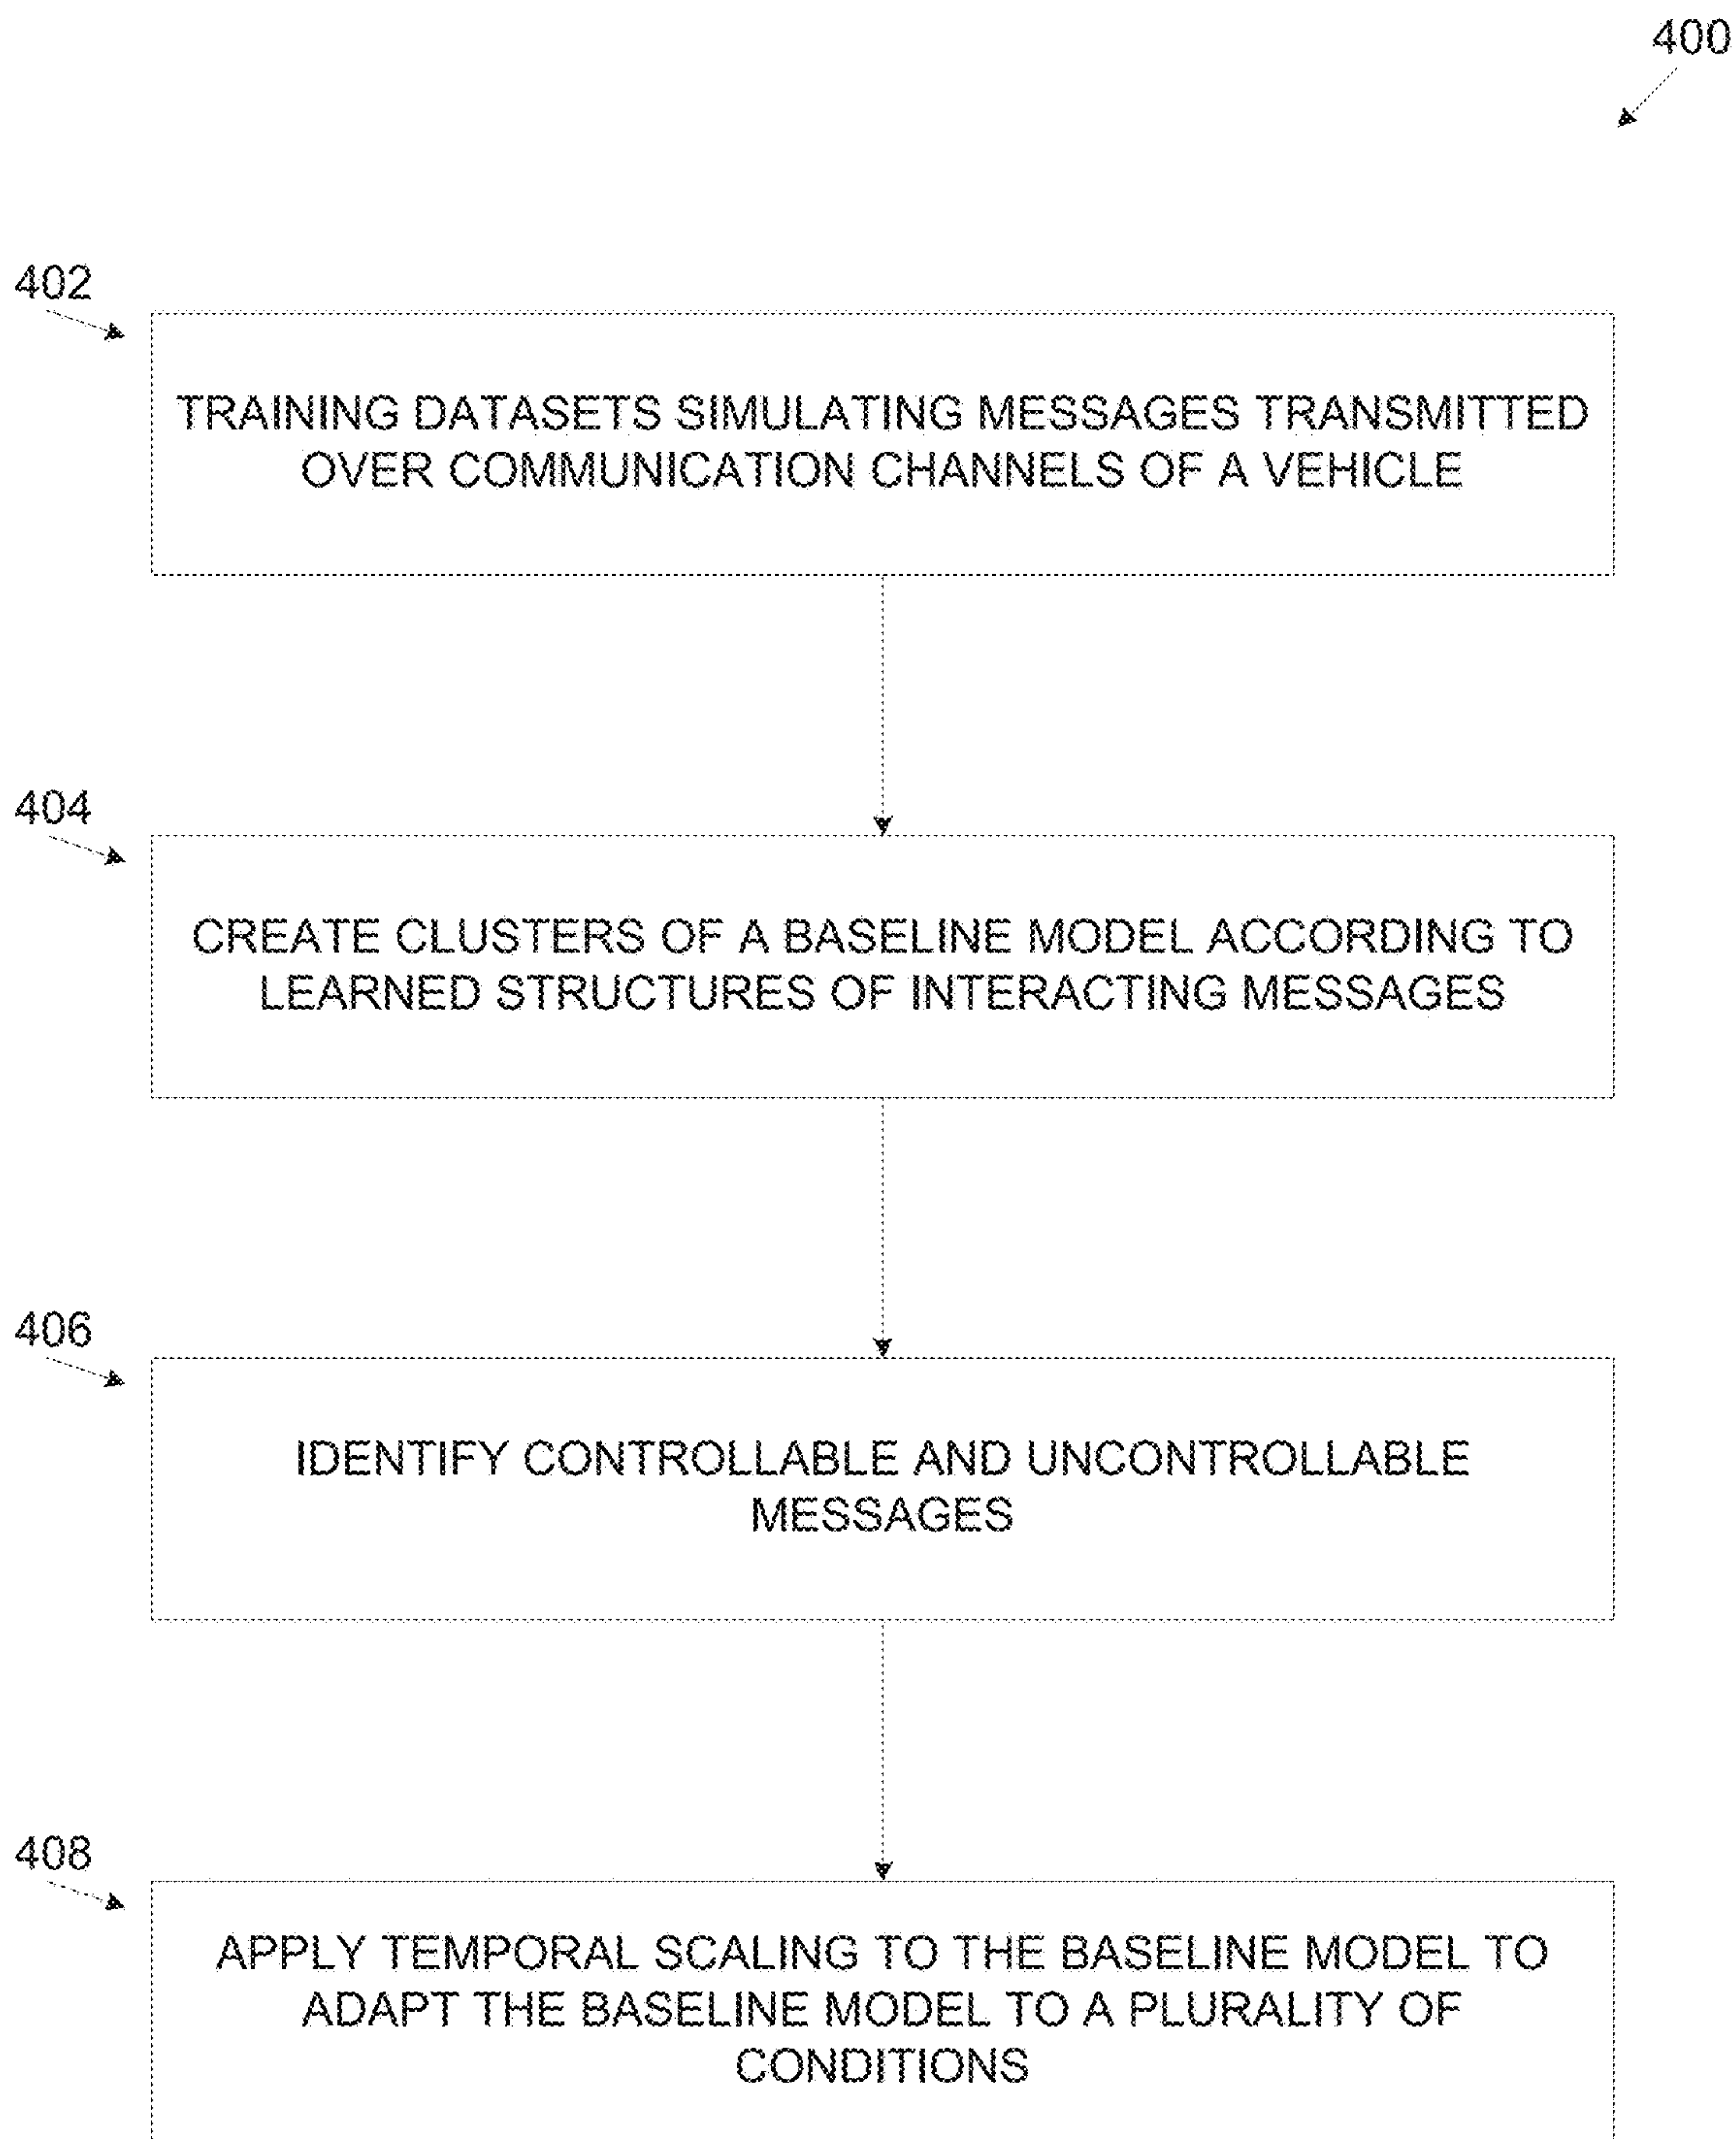 400
402
TRAINING DATASETS SIMULATING MESSAGES TRANSMITTED
OVER COMMUNICATION CHANNELS OF A VEHICLE
404
CREATE CLUSTERS OF A BASELINE MODEL ACCORDING TO
LEARNED STRUCTURES OF INTERACTING MESSAGES
406
IDENTIFY CONTROLLABLE AND UNCONTROLLABLE
MESSAGES
408
APPLY TEMPORAL SCALING TO THE BASELINE MODEL TO
ADAPT THE BASELINE MODEL TO A PLURALITY OF
CONDITIONS